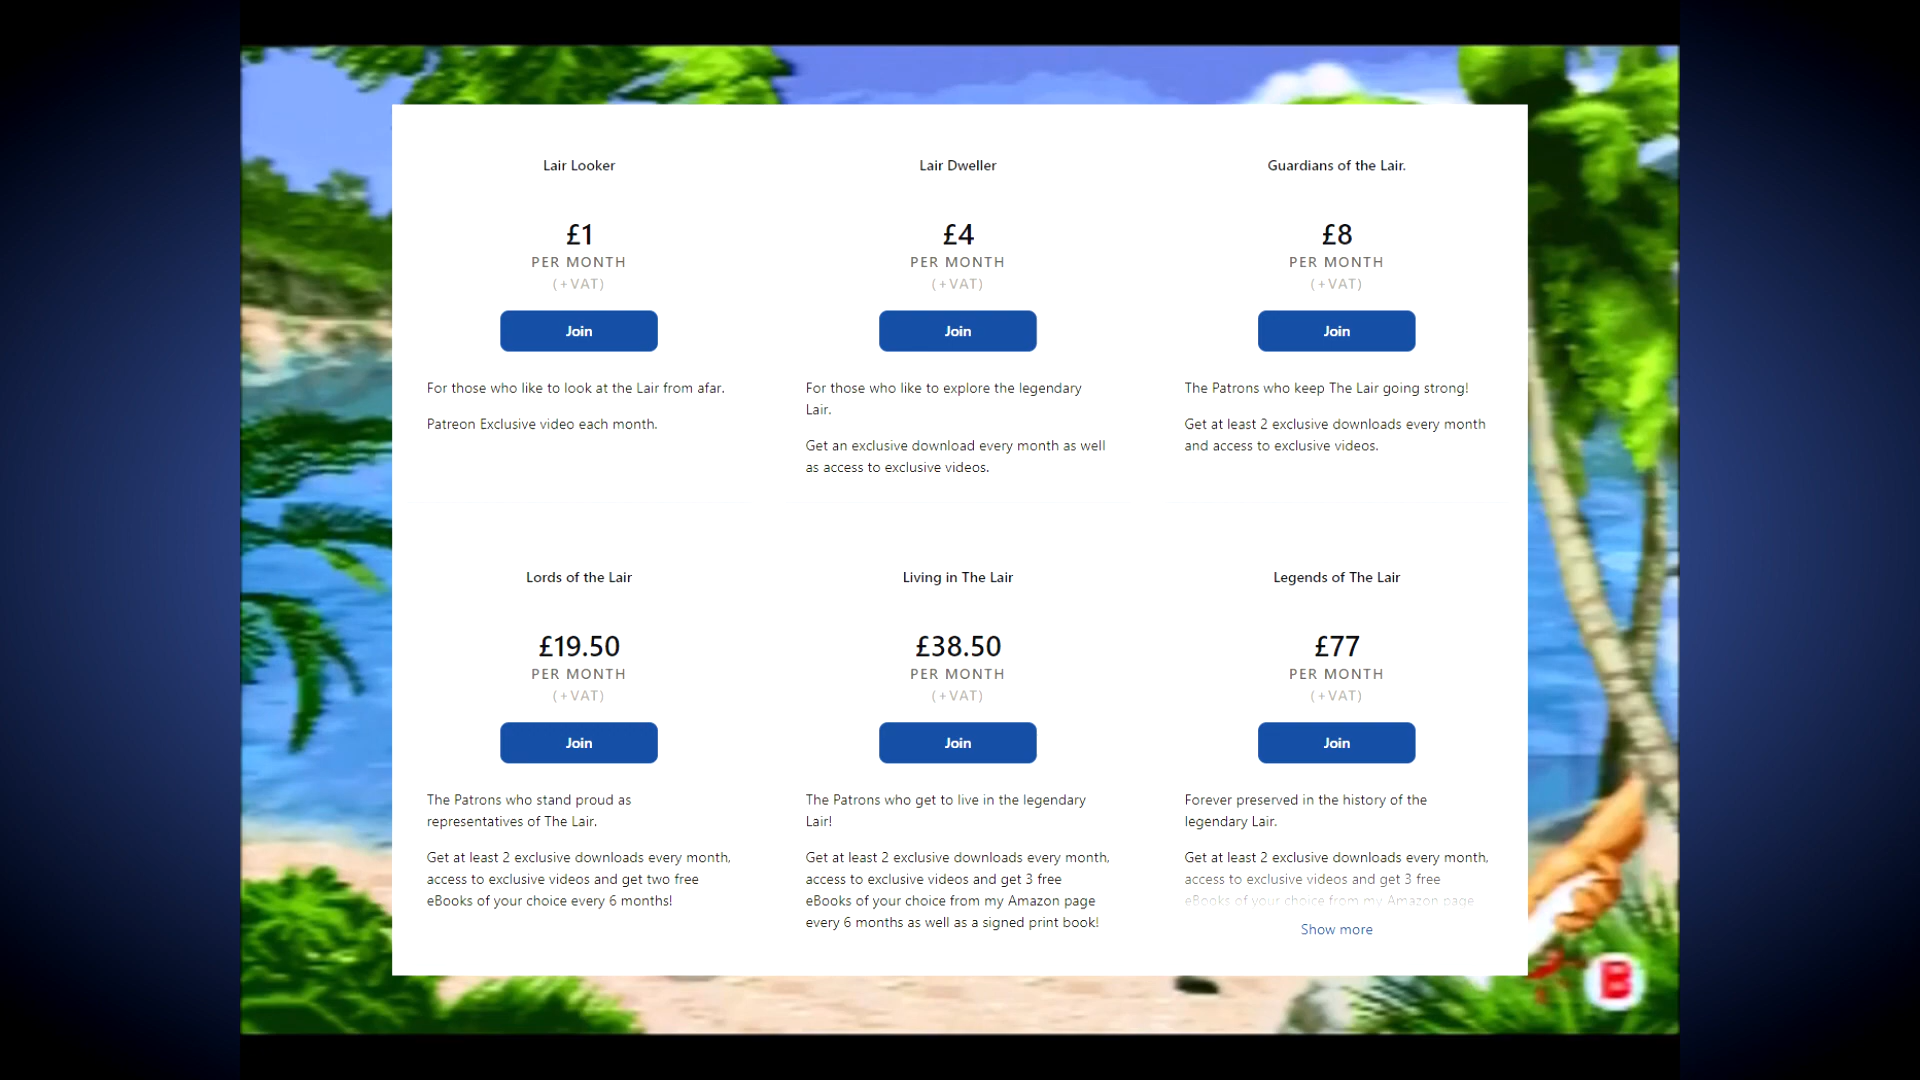 Lair Looker
£1
PER MONTH
(+VAT)
Join
For those who like to look at the Lair from afar.
Patreon Exclusive video each month.
Lair Dweller
£4
PER MONTH
(+VAT)
Join
For those who like to explore the legendary
Lair.
Get an exclusive download every month as well
as access to exclusive videos.
Guardians of the Lair.
£8
PER MONTH
(+VAT)
Join
The Patrons who keep The Lair going strong!
Get at least 2 exclusive downloads every month
and access to exclusive videos.
Lords of the Lair
£19.50
PER MONTH
(+VAT)
Join
The Patrons who stand proud as
representatives of The Lair.
Get at least 2 exclusive downloads every month,
access to exclusive videos and get two free
eBooks of your choice every 6 months!
Living in The Lair
£38.50
PER MONTH
(+VAT)
Join
The Patrons who get to live in the legendary
Lair!
Get at least 2 exclusive downloads every month,
access to exclusive videos and get 3 free
eBooks of your choice from my Amazon page
every 6 months as well as a signed print book!
Legends of The Lair
£77
PER MONTH
(+VAT)
Join
Forever preserved in the history of the
legendary Lair.
Get at least 2 exclusive downloads every month,
access to exclusive videos and get 3 free
eBooks of your choice from my Amazon page
Show more
B